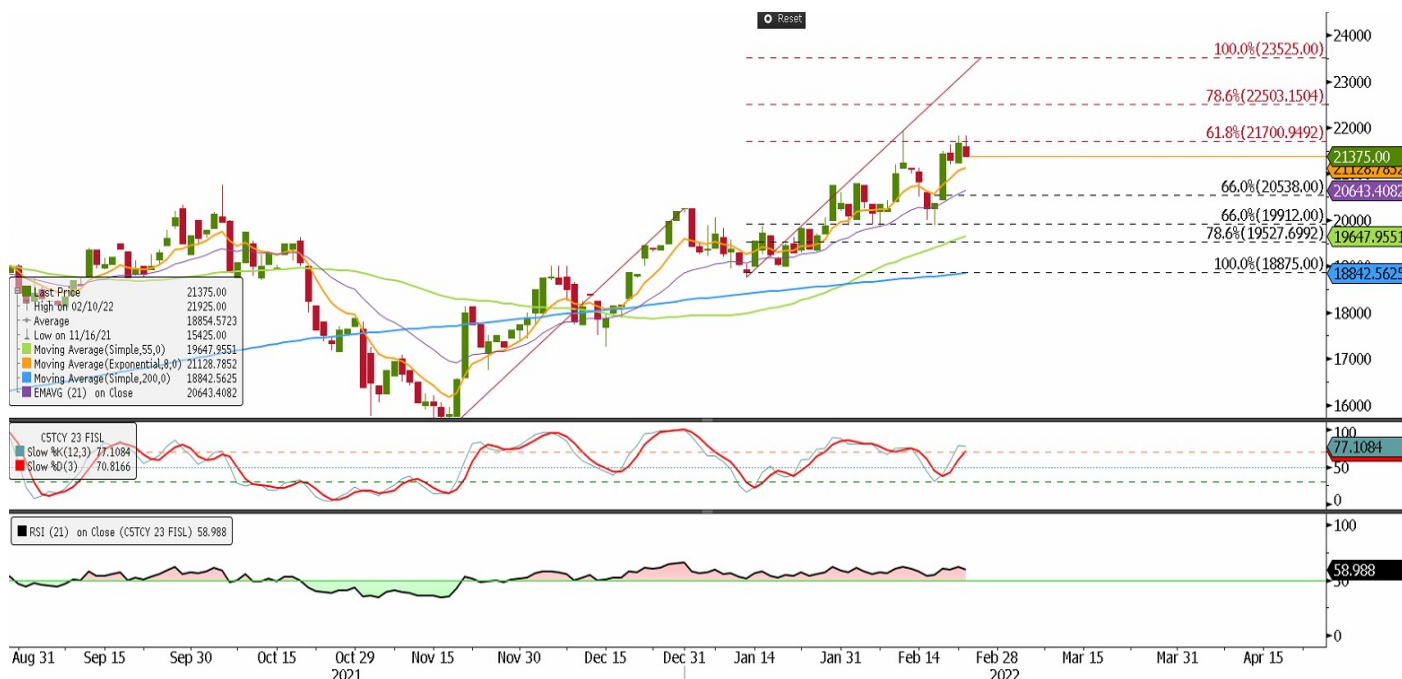 Reset
24000
100.0%(23525.00)
23000
78.6%(22503.1504)
22000
61.8%(21700.9492)
21375.00
21128.7852
66.0%(20538.00)
20643.4082
66.0%(19912.00)
20000
78.6%(19527.6992)
19647.9551
100.0%(18875.00)
18842.5625
18000
17000
16000
Last Price 21375.00
High on 02/10/22 21925.00
Average 18854.5723
Low on 11/16/21 15425.00
Moving Average(Simple,55,0) 19647.9551
Moving Average(Exponential,8,0) 21128.7852
Moving Average(Simple,200,0) 18842.5625
EMAVG (21) on Close 20643.4082
C5TCY 23 FISL
Slow %K(12,3) 77.1084
Slow %D(3) 70.8166
100
77.1084
50
0
RSI (21) on Close (C5TCY 23 FISL) 58.988
100
58.988
50
0
Aug 31 Sep 15 Sep 30 Oct 15 Oct 29 Nov 15 Nov 30 Dec 15 Dec 31 Jan 14 Jan 31 Feb 14 Feb 28 Mar 15 Mar 31 Apr 15
2021 2022